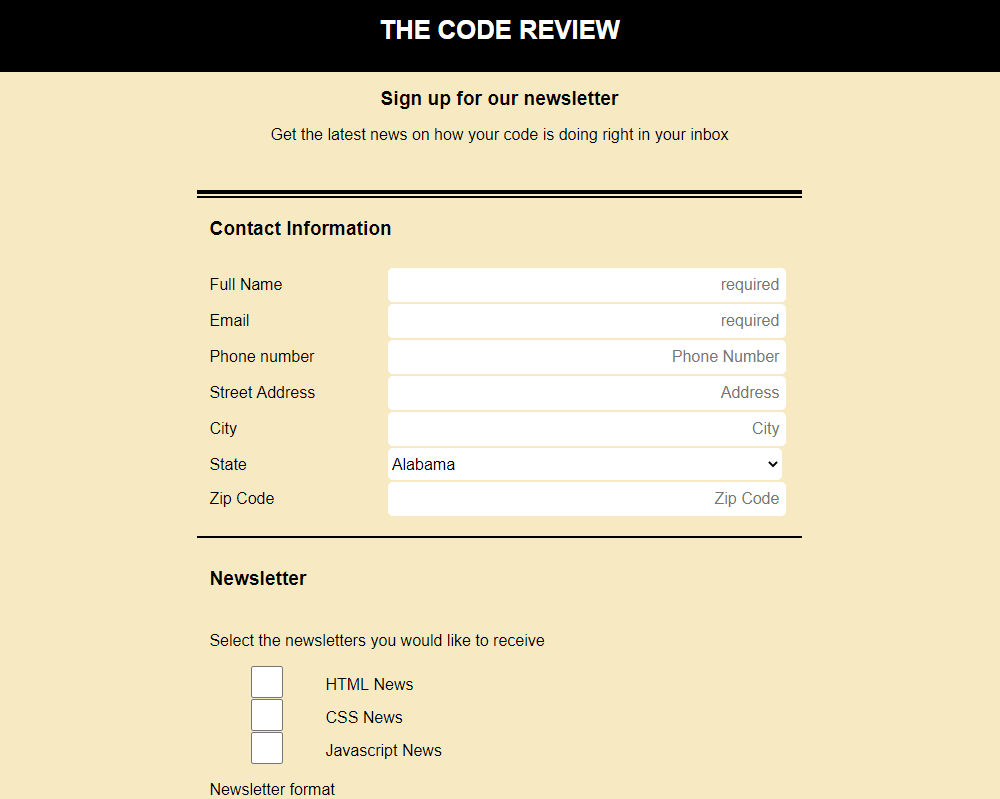 THE CODE REVIEW
Sign up for our newsletter
Get the latest news on how your code is doing right in your inbox
Contact Information
Full Name required
Email required
Phone number Phone Number
Street Address Address
City City
State Alabama
Zip Code Zip Code
Newsletter
Select the newsletters you would like to receive
HTML News
CSS News
Javascript News
Newsletter format